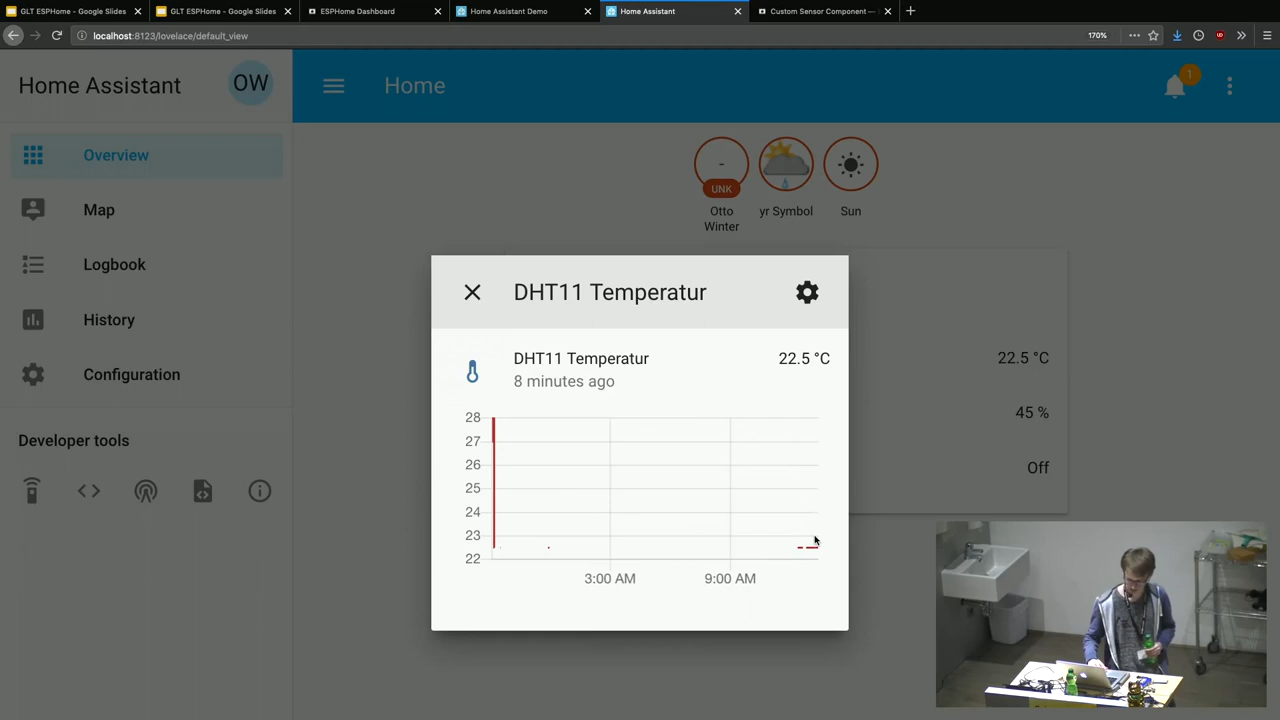 GLT ESPHome - Google Slides
GLT ESPHome - Google Slides
ESPHome Dashboard
Home Assistant Demo
Home Assistant
Custom Sensor Component —
localhost:8123/lovelace/default_view
170%
Home Assistant
OW
Home
1
Overview
Map
Logbook
History
Configuration
Developer tools
-
UNK
Otto
Winter
yr Symbol
Sun
DHT11 Temperatur
DHT11 Temperatur
22.5 °C
8 minutes ago
28
27
26
25
24
23
22
3:00 AM
9:00 AM
22.5 °C
45 %
Off